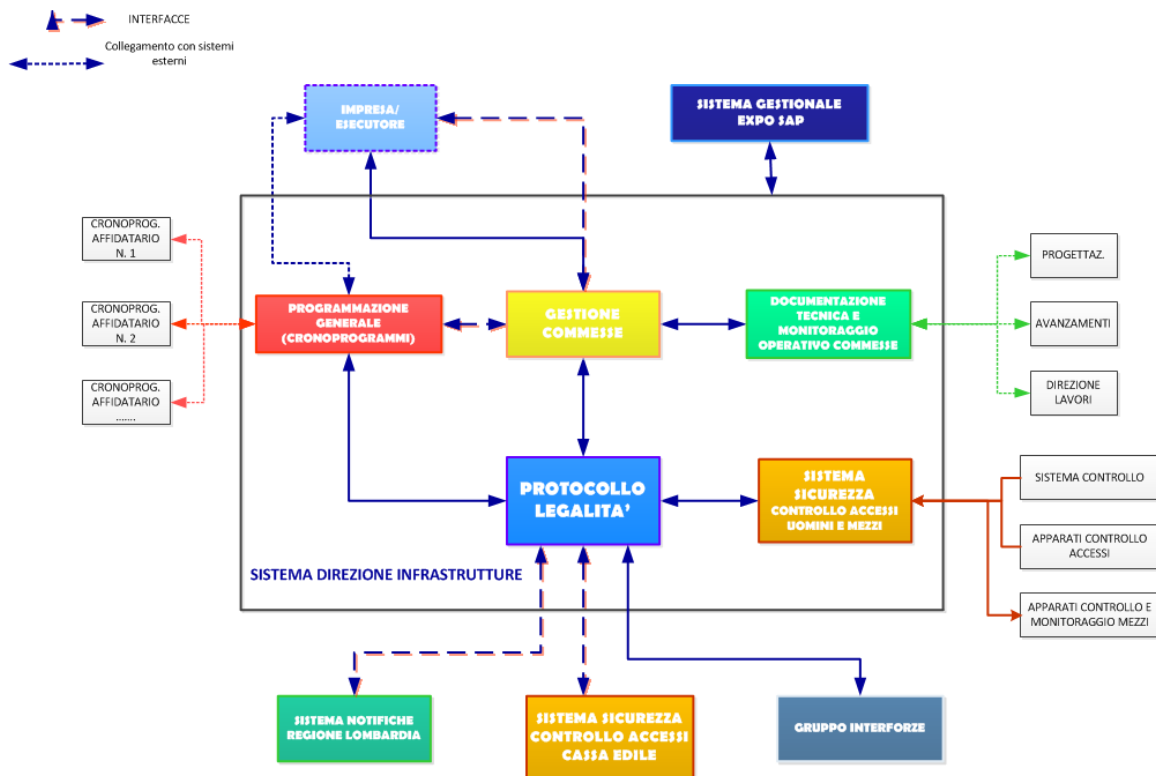 INTERFACCE
Collegamento con sistemi
esterni
IMPRESA/
ESECUTORE
SISTEMA GESTIONALE
EXPO SAP
CRONOPROG.
AFFIDATARIO
N. 1
CRONOPROG.
AFFIDATARIO
N. 2
CRONOPROG.
AFFIDATARIO
.......
PROGRAMMAZIONE
GENERALE
(CRONOPROGRAMMI)
GESTIONE
COMMESSE
DOCUMENTAZIONE
TECNICA E
MONITORAGGIO
OPERATIVO COMMESSE
PROGETTAZ.
AVANZAMENTI
DIREZIONE
LAVORI
PROTOCOLLO
LEGALITA’
SISTEMA
SICUREZZA
CONTROLLO ACCESSI
UOMINI E MEZZI
SISTEMA CONTROLLO
APPARATI CONTROLLO
ACCESSI
APPARATI CONTROLLO E
MONITORAGGIO MEZZI
SISTEMA DIREZIONE INFRASTRUTTURE
SISTEMA NOTIFICHE
REGIONE LOMBARDIA
SISTEMA SICUREZZA
CONTROLLO ACCESSI
CASSA EDILE
GRUPPO INTERFORZE